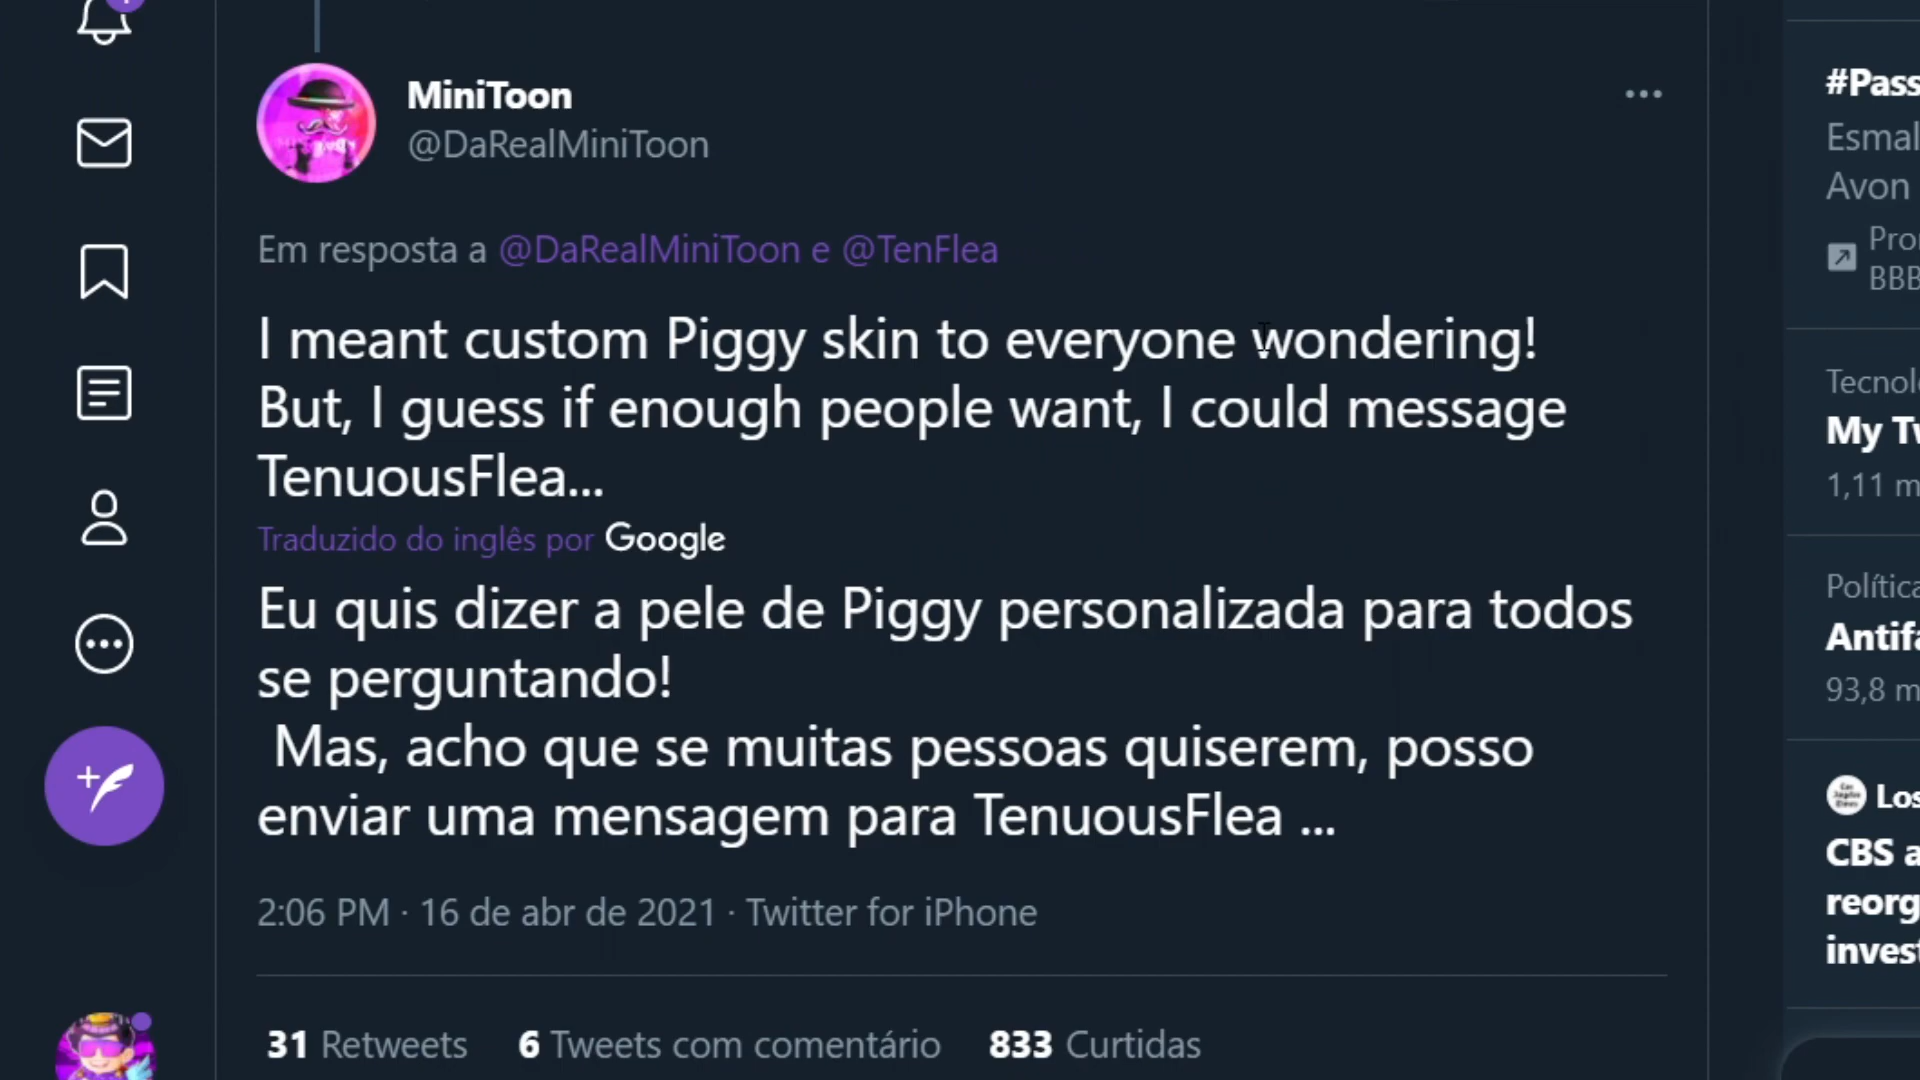 MiniToon
@DaRealMiniToon
Em resposta a @DaRealMiniToon e @TenFlea
I meant custom Piggy skin to everyone wondering!
But, I guess if enough people want, I could message
TenuousFlea...
Traduzido do inglês por Google
Eu quis dizer a pele de Piggy personalizada para todos
se perguntando!
Mas, acho que se muitas pessoas quiserem, posso
enviar uma mensagem para TenuousFlea ...
2:06 PM · 16 de abr de 2021 · Twitter for iPhone
31 Retweets 6 Tweets com comentário 833 Curtidas
#Pass
Esmal
Avon
Pro
BBB
Tecnol
My Tw
1,11 m
Política
Antifa
93,8 m
Los
CBS a
reorg
invest